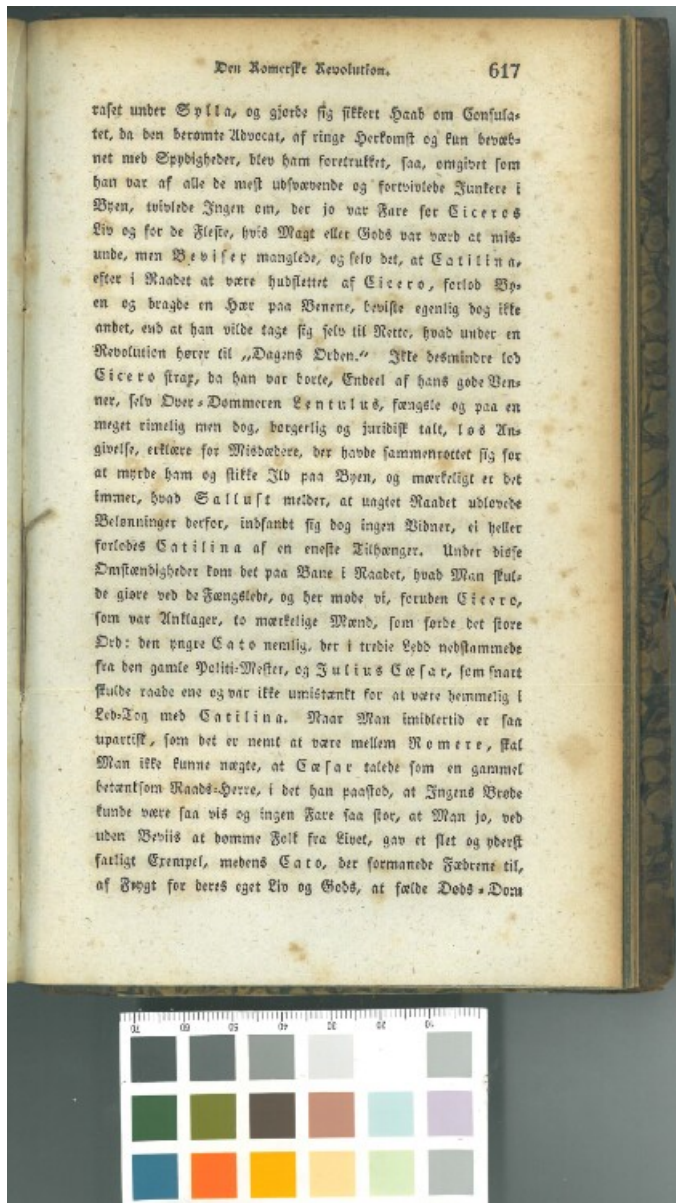 Den Romerske Revolution.
617
raset under Sylla, og gjorde sig sikkert Haab om Consula-
tet, da den berømte Advocat, af ringe Herkomst og kun bevæb-
net med Spydigheder, blev ham foretrukket, saa, omgivet som
han var af alle de mest udsvævende og fortvivlede Junkere i
Byen, tvivlede Ingen om, der jo var Fare for Ciceros
Liv og for de Fleste, hvis Magt eller Gods var værd at mis-
unde, men Beviser manglede, og selv det, at Catilina,
efter i Raadet at være hudflettet af Cicero, forlod By-
en og bragde en Hær paa Benene, beviste egenlig dog ikke
andet, end at han vilde tage sig selv til Rette, hvad under en
Revolution hører til „Dagens Orden.“ Ikke desmindre lod
Cicero strax, da han var borte, Endeel af hans gode Ven-
ner, selv Over-Dommeren Lentulus, fængsle og paa en
meget rimelig men dog, borgerlig og juridisk talt, løs An-
givelse, erklære for Misdædere, der havde sammenrottet sig for
at myrde ham og stikke Ild paa Byen, og mærkeligt er det
immer, hvad Sallust melder, at uagtet Raadet udlovede
Belønninger derfor, indfandt sig dog ingen Vidner, ei heller
forlodes Catilina af en eneste Tilhænger. Under disse
Omstændigheder kom det paa Bane i Raadet, hvad Man skul-
de giøre ved de Fængslede, og her møde vi, foruden Cicero,
som var Anklager, to mærkelige Mænd, som førde det store
Ord: den yngre Cato nemlig, der i tredie Ledd nedstammede
fra den gamle Politi-Mester, og Julius Cæsar, som snart
skulde raade ene og var ikke umistænkt for at være hemmelig i
Led-Tog med Catilina. Naar Man imidlertid er saa
upartisk, som det er nemt at være mellem Romere, skal
Man ikke kunne nægte, at Cæsar talede som en gammel
betænksom Raads-Herre, i det han paastod, at Ingens Brøde
kunde være saa vis og ingen Fare saa stor, at Man jo, ved
uden Beviis at dømme Folk fra Livet, gav et slet og yderst
farligt Exempel, medens Cato, der formanede Fædrene til,
af Frygt for deres eget Liv og Gods, at fælde Døds-Dom
70 60 50 40 30 20 10